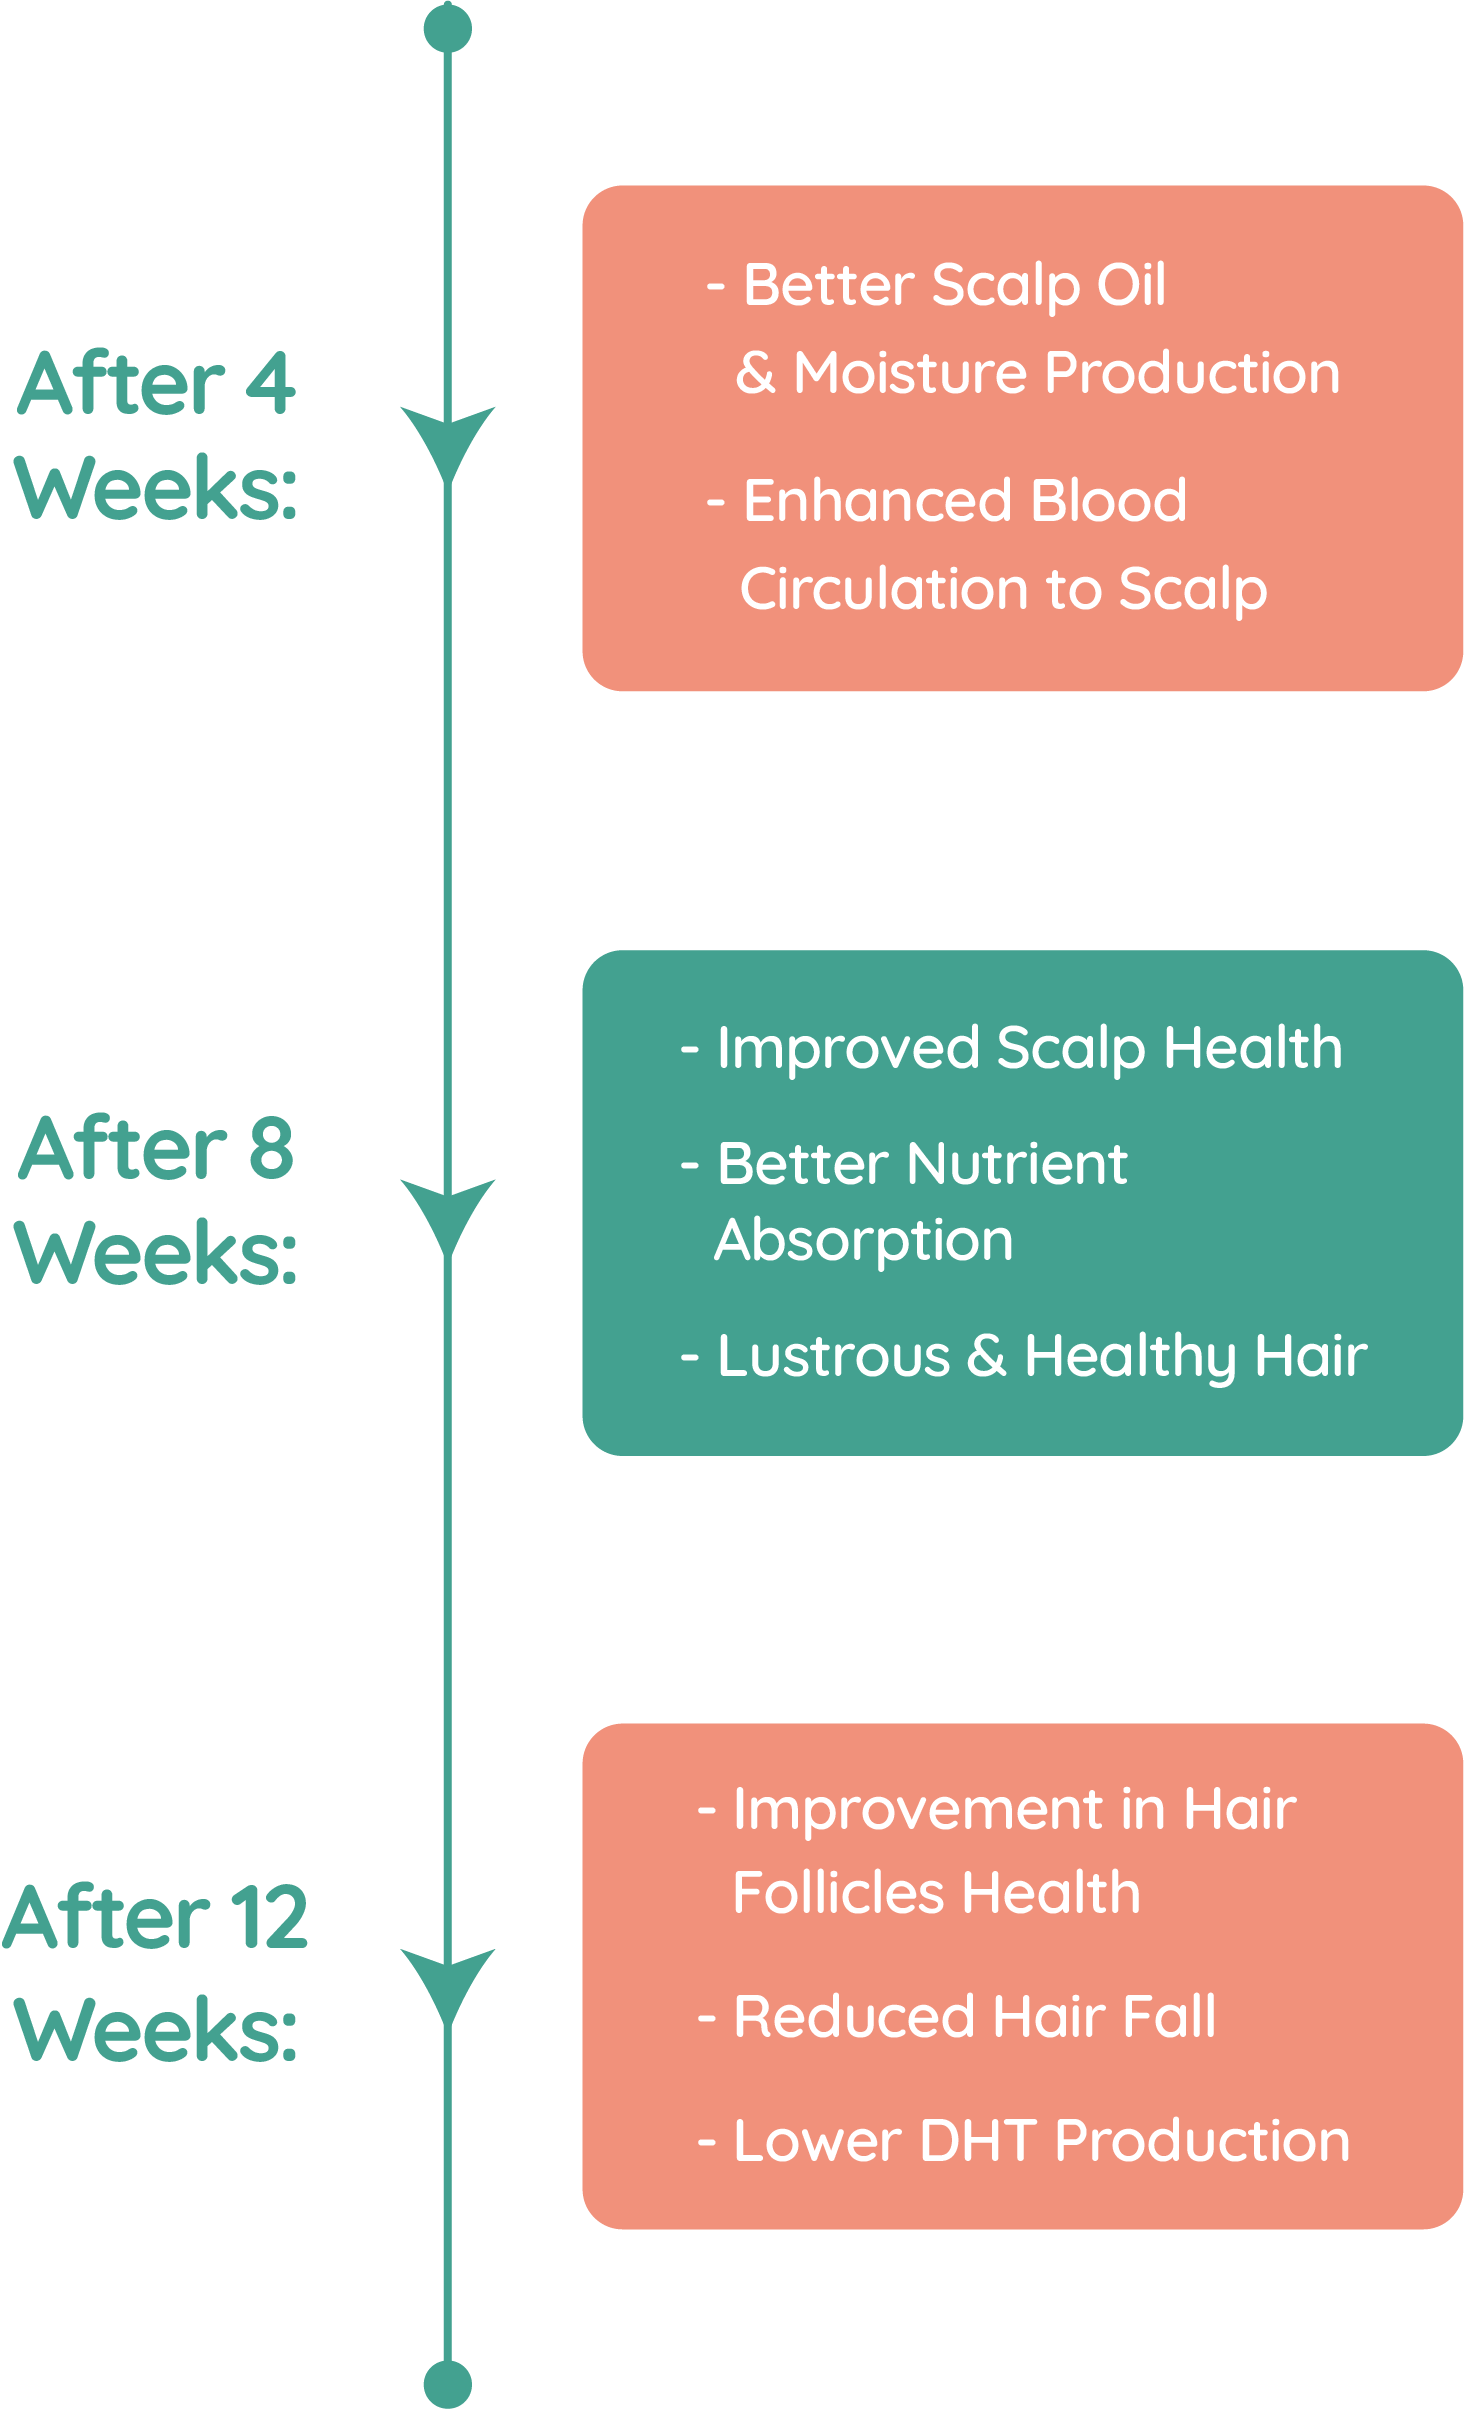 After 4
Weeks:
- Better Scalp Oil
& Moisture Production
- Enhanced Blood
Circulation to Scalp
After 8
Weeks:
- Improved Scalp Health
- Better Nutrient
Absorption
- Lustrous & Healthy Hair
After 12
Weeks:
- Improvement in Hair
Follicles Health
- Reduced Hair Fall
- Lower DHT Production